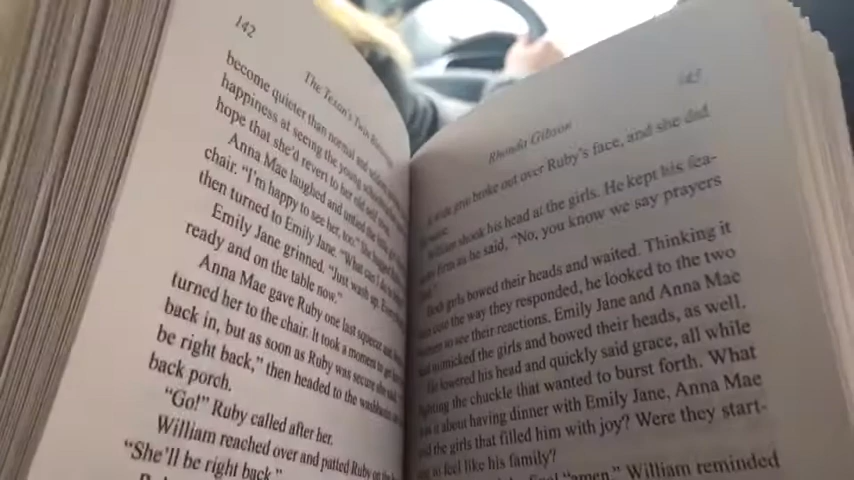 142
The Texan's Twin
become quieter than normal, and
happiness at seeing the young
hope that she'd revert to her old self
Anna Mae laughed and untied the
chair. "I'm happy to see her, too."
then turned to Emily Jane. "What can I do
Emily Jane grinned. "Just wash up. Everything
ready and on the table now."
Anna Mae gave Ruby one last squeeze and
turned her to the chair. It took a moment to get her
back in, but as soon as Ruby was secure she said,
be right back," then headed to the washbasin
back porch.
"Go!" Ruby called after her.
William reached over and patted Ruby on the
"She'll be right back."
Rhonda Gibson
A wide grin broke out over Ruby's face, and she did
William shook his head at the girls. He kept his fea-
firm as he said, "No, you know we say prayers
Both girls bowed their heads and waited. Thinking it
the way they responded, he looked to the two
to see their reactions. Emily Jane and Anna Mae
mimicked the girls and bowed their heads, as well.
He lowered his head and quickly said grace, all while
fighting the chuckle that wanted to burst forth. What
was it about having dinner with Emily Jane, Anna Mae
and the girls that filled him with joy? Were they start-
to feel like his family?
"amen." William reminded